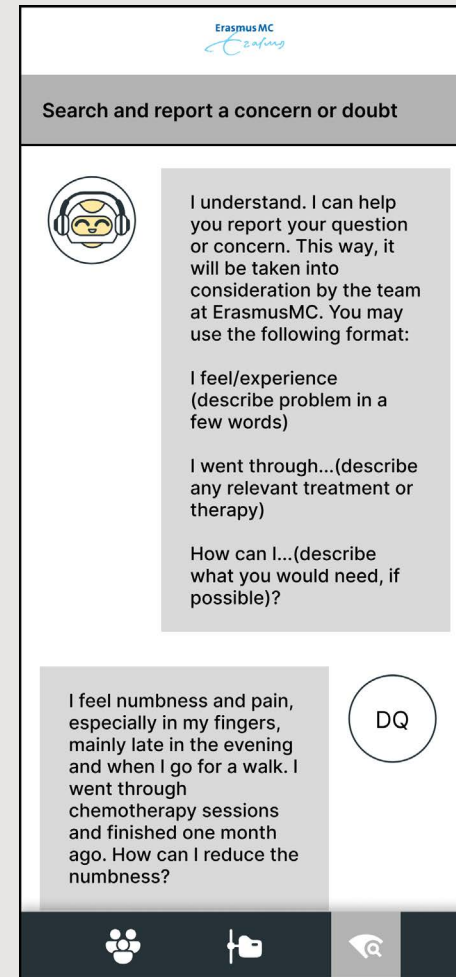 Erasmus MC
Erasmus
Search and report a concern or doubt
I understand. I can help
you report your question
or concern. This way, it
will be taken into
consideration by the team
at ErasmusMC. You may
use the following format:
I feel/experience
(describe problem in a
few words)
I went through...(describe
any relevant treatment or
therapy)
How can I...(describe
what you would need, if
possible)?
I feel numbness and pain,
especially in my fingers,
mainly late in the evening
and when I go for a walk. I
went through
chemotherapy sessions
and finished one month
ago. How can I reduce the
numbness?
DQ